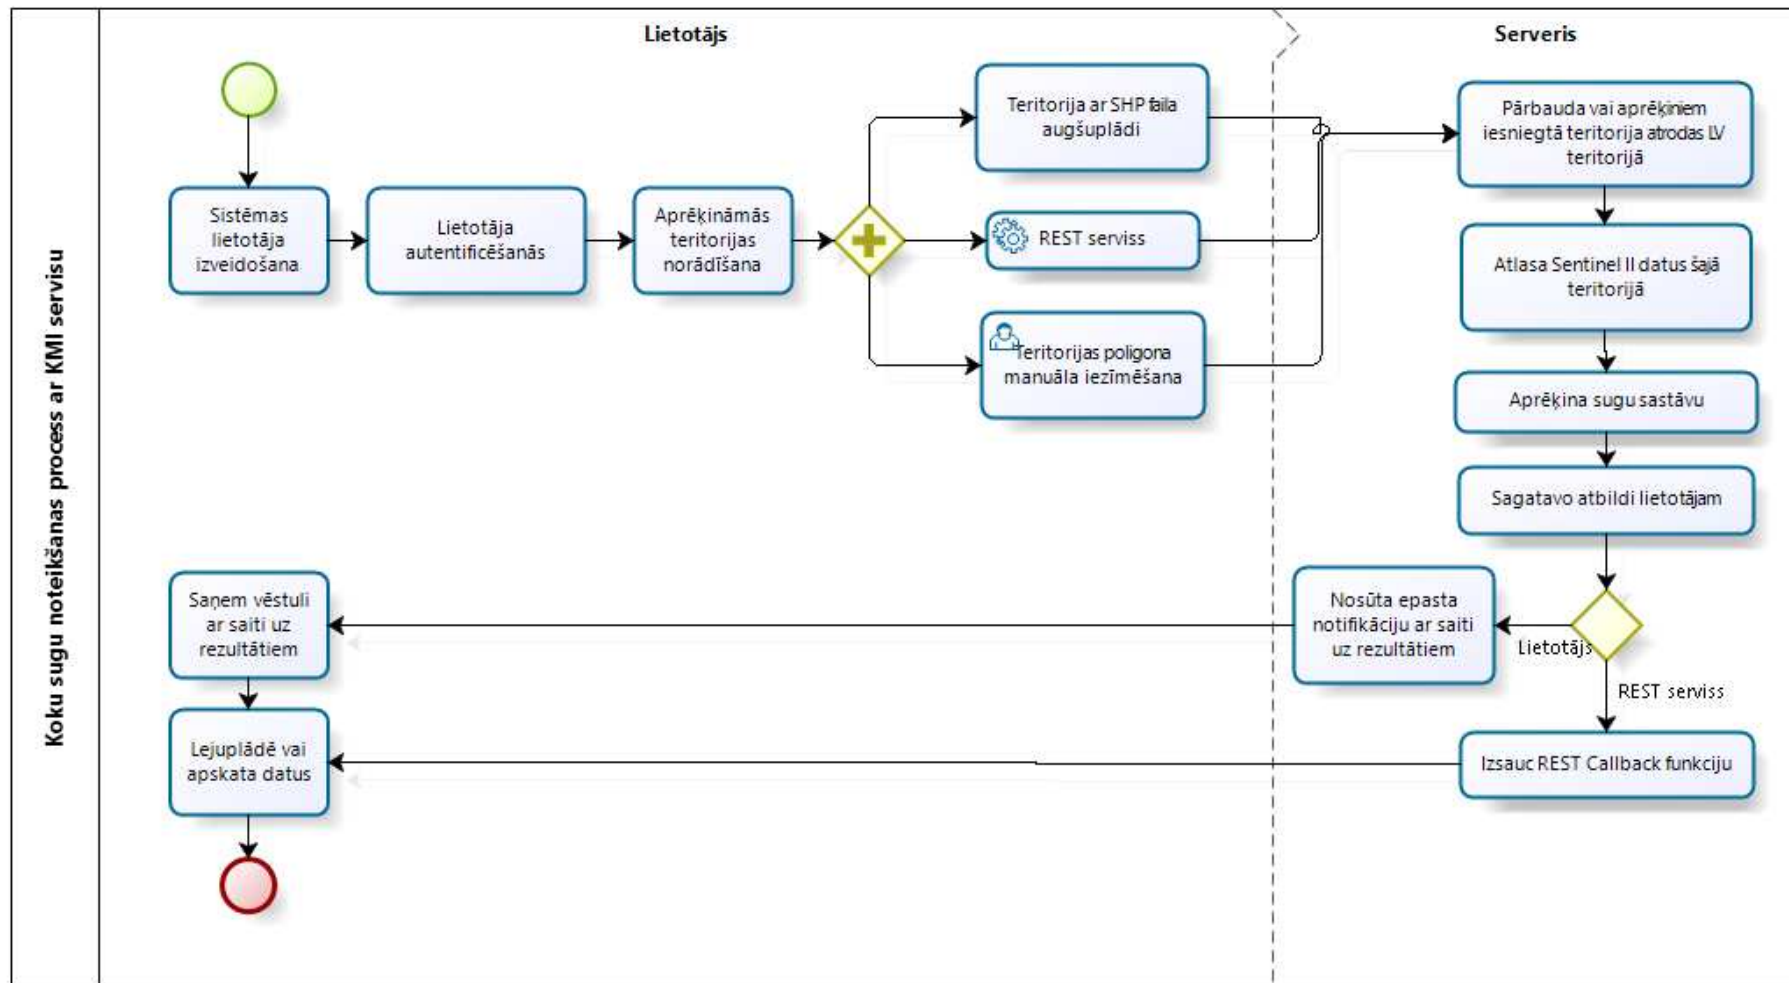 Koku sugu noteikšanas process ar KMI servisu
Lietotājs
Serveris
Sistēmas
lietotāja
izveidošana
Lietotāja
autentificēšanās
Aprēķināmās
teritorijas
norādīšana
Teritorija ar SHP faila
augšuplādi
REST serviss
Teritorijas poligona
manuāla iezīmēšana
Pārbauda vai aprēķiniem
iesniegtā teritorija atrodas LV
teritorijā
Atlasa Sentinel II datus šajā
teritorijā
Aprēķina sugu sastāvu
Sagatavo atbildi lietotājam
Lietotājs
REST serviss
Nosūta epasta
notifikāciju ar saiti
uz rezultātiem
Izsauc REST Callback funkciju
Saņem vēstuli
ar saiti uz
rezultātiem
Lejuplādē vai
apskata datus